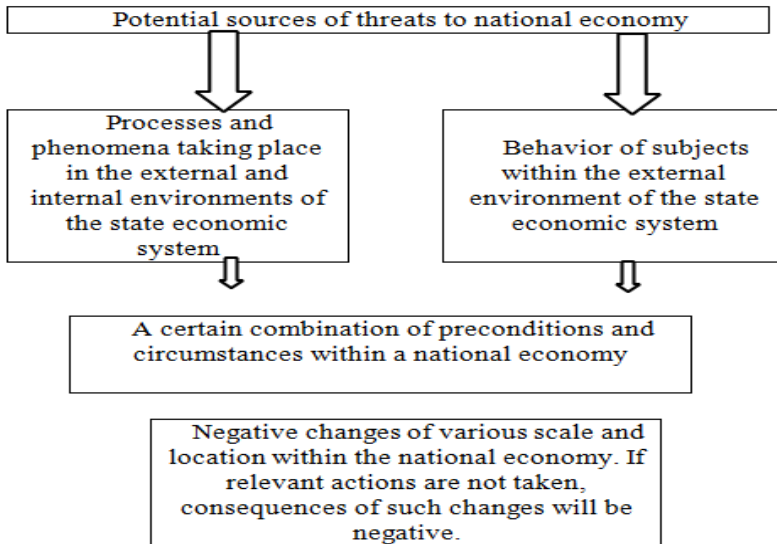 Potential sources of threats to national economy
Processes and
phenomena taking place
in the external and
internal environments of
the state economic
system
Behavior of subjects
within the external
environment of the state
economic system
A certain combination of preconditions and
circumstances within a national economy
Negative changes of various scale and
location within the national economy. If
relevant actions are not taken,
consequences of such changes will be
negative.